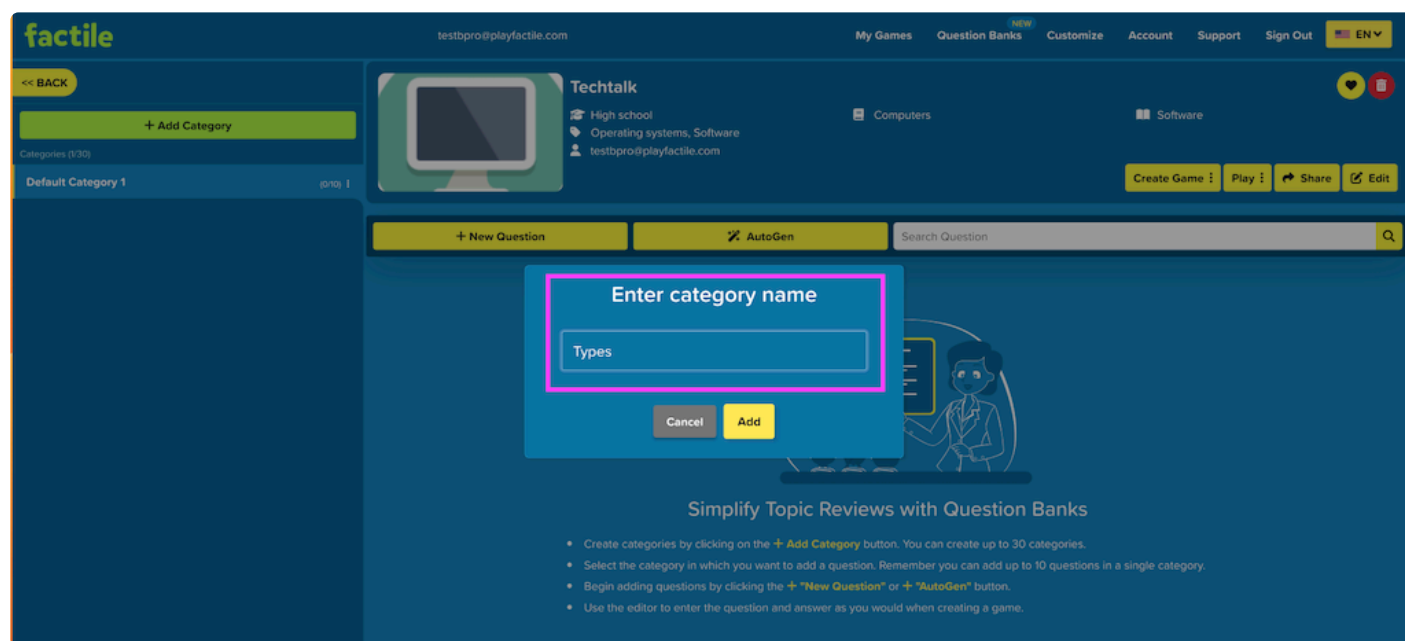 factile
testbpro@playfactile.com
My Games
Question Banks
NEW
Customize
Account
Support
Sign Out
EN
<< BACK
+ Add Category
Categories (1/30)
Default Category 1
(0/10)
Techtalk
High school
Computers
Software
Operating systems, Software
testbpro@playfactile.com
Create Game
Play
Share
Edit
+ New Question
AutoGen
Search Question
Enter category name
Types
Cancel
Add
Simplify Topic Reviews with Question Banks
• Create categories by clicking on the + Add Category button. You can create up to 30 categories.
• Select the category in which you want to add a question. Remember you can add up to 10 questions in a single category.
• Begin adding questions by clicking the + "New Question" or + "AutoGen" button.
• Use the editor to enter the question and answer as you would when creating a game.